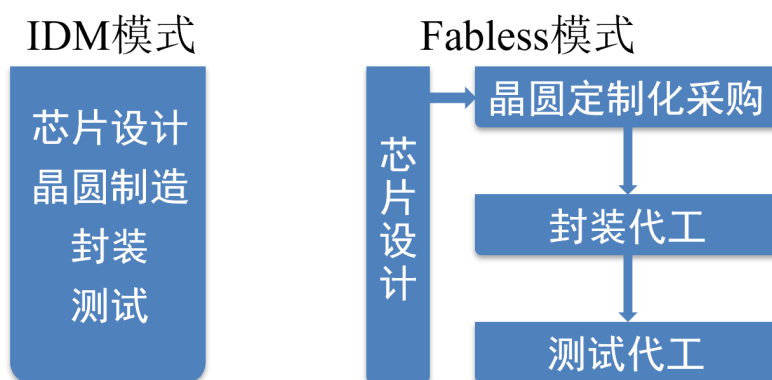 IDM模式
芯片设计
晶圆制造
封装
测试
Fabless模式
芯片设计
晶圆定制化采购
封装代工
测试代工